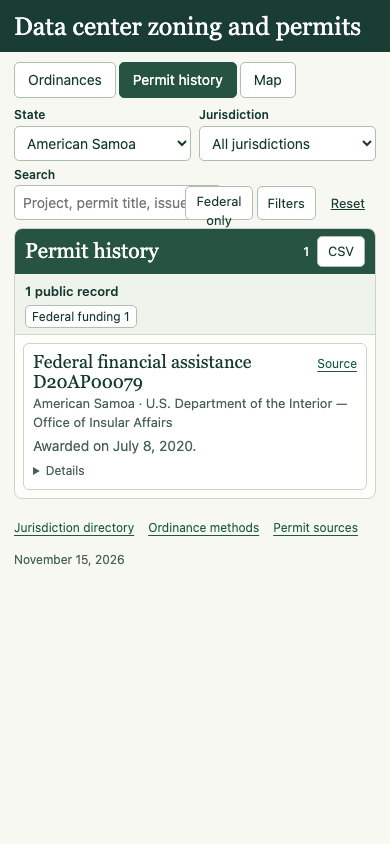 Data center zoning and permits
Ordinances
Permit history
Map
State
Jurisdiction
American Samoa
All jurisdictions
Search
Project, permit title, issue
Federal
only
Filters
Reset
Permit history
1
CSV
1 public record
Federal funding 1
Federal financial assistance
D20AP00079
Source
American Samoa · U.S. Department of the Interior —
Office of Insular Affairs
Awarded on July 8, 2020.
Details
Jurisdiction directory
Ordinance methods
Permit sources
November 15, 2026